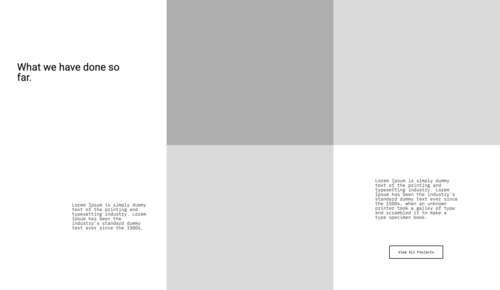 What we have done so
far.
Lorem Ipsum is simply dummy
text of the printing and
typesetting industry. Lorem
Ipsum has been the
industry's standard dummy
text ever since the 1500s.
Lorem Ipsum is simply dummy
text of the printing and
typesetting industry. Lorem
Ipsum has been the industry's
standard dummy text ever since
the 1500s, when an unknown
printer took a galley of type
and scrambled it to make a
type specimen book.
View All Projects